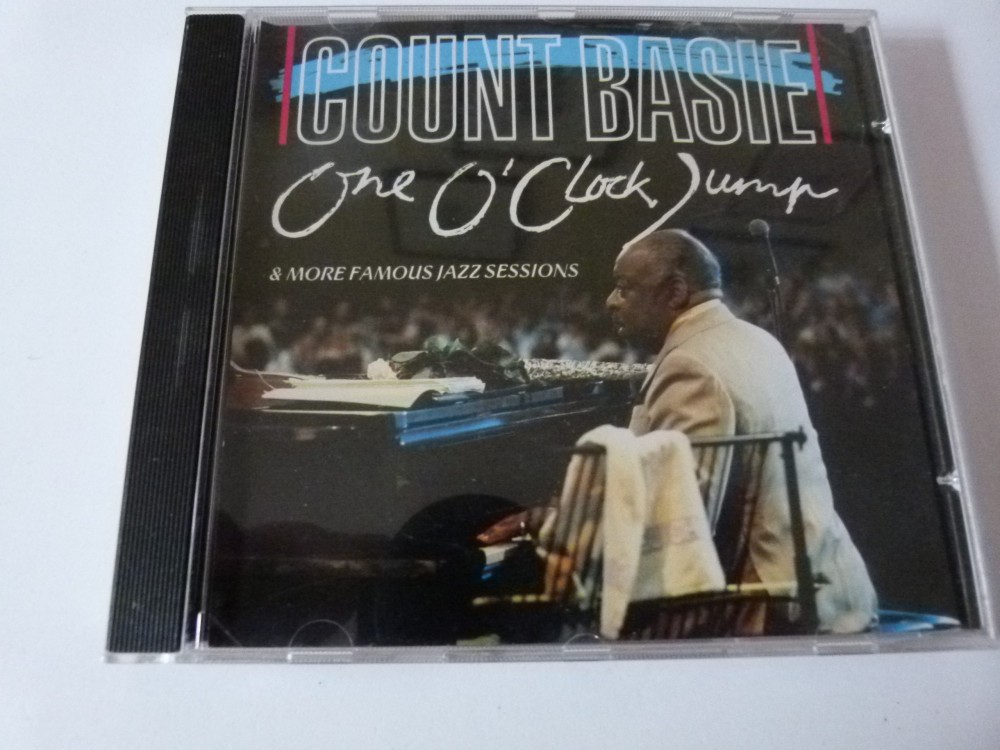 COUNT BASIE
One O'Clock Jump
& MORE FAMOUS JAZZ SESSIONS